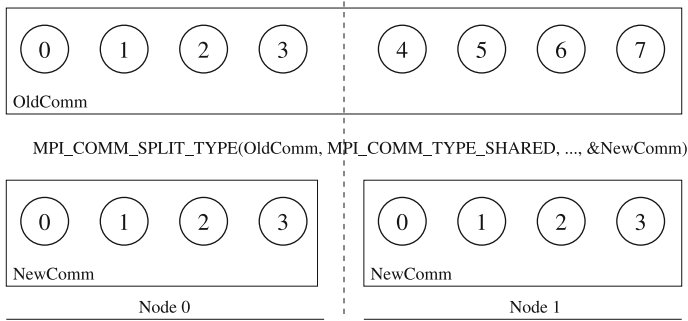 0 1 2 3 4 5 6 7
OldComm
MPI_COMM_SPLIT_TYPE(OldComm, MPI_COMM_TYPE_SHARED, ..., &NewComm)
0 1 2 3
NewComm
0 1 2 3
NewComm
Node 0
Node 1